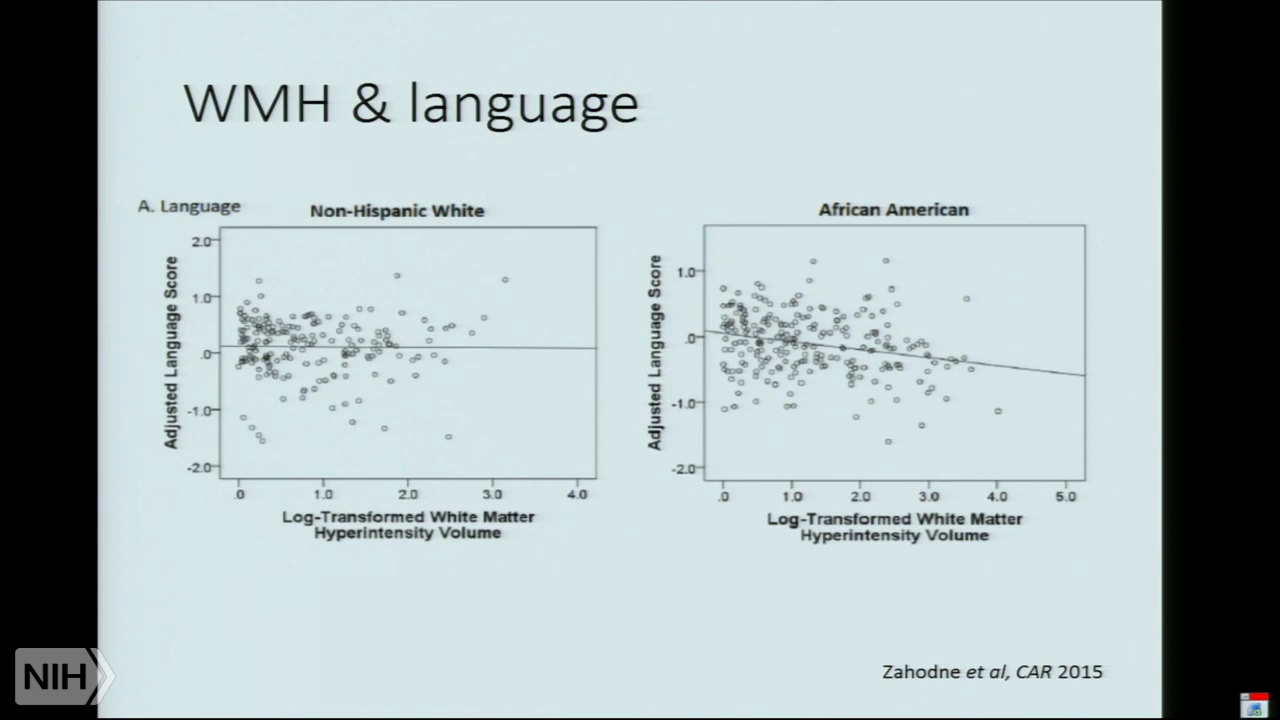 WMH & language
A. Language
Non-Hispanic White
African American
Adjusted Language Score
2.0
1.0
.0
-1.0
-2.0
.0 1.0 2.0 3.0 4.0
Log-Transformed White Matter
Hyperintensity Volume
Adjusted Language Score
1.0
.0
-1.0
-2.0
.0 1.0 2.0 3.0 4.0 5.0
Log-Transformed White Matter
Hyperintensity Volume
Zahodne et al, CAR 2015
NIH